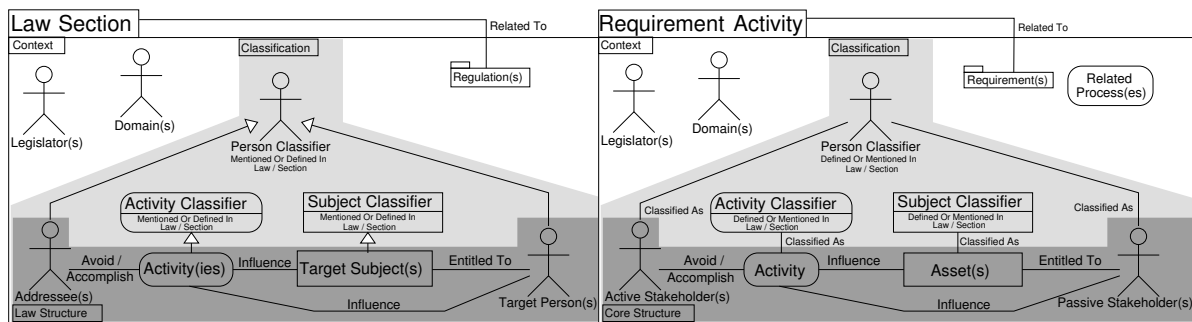 Law Section
Related To
Context
Classification
Regulation(s)
Legislator(s)
Domain(s)
Person Classifier
Mentioned Or Defined In
Law / Section
Activity Classifier
Mentioned Or Defined In
Law / Section
Subject Classifier
Mentioned Or Defined In
Law / Section
Avoid /
Accomplish
Activity(ies)
Influence
Target Subject(s)
Entitled To
Addressee(s)
Influence
Target Person(s)
Law Structure
Requirement Activity
Related To
Context
Classification
Requirement(s)
Related
Process(es)
Legislator(s)
Domain(s)
Person Classifier
Defined Or Mentioned In
Law / Section
Activity Classifier
Defined Or Mentioned In
Law / Section
Subject Classifier
Defined Or Mentioned In
Law / Section
Classified As
Classified As
Classified As
Classified As
Avoid /
Accomplish
Activity
Influence
Asset(s)
Entitled To
Active Stakeholder(s)
Influence
Passive Stakeholder(s)
Core Structure